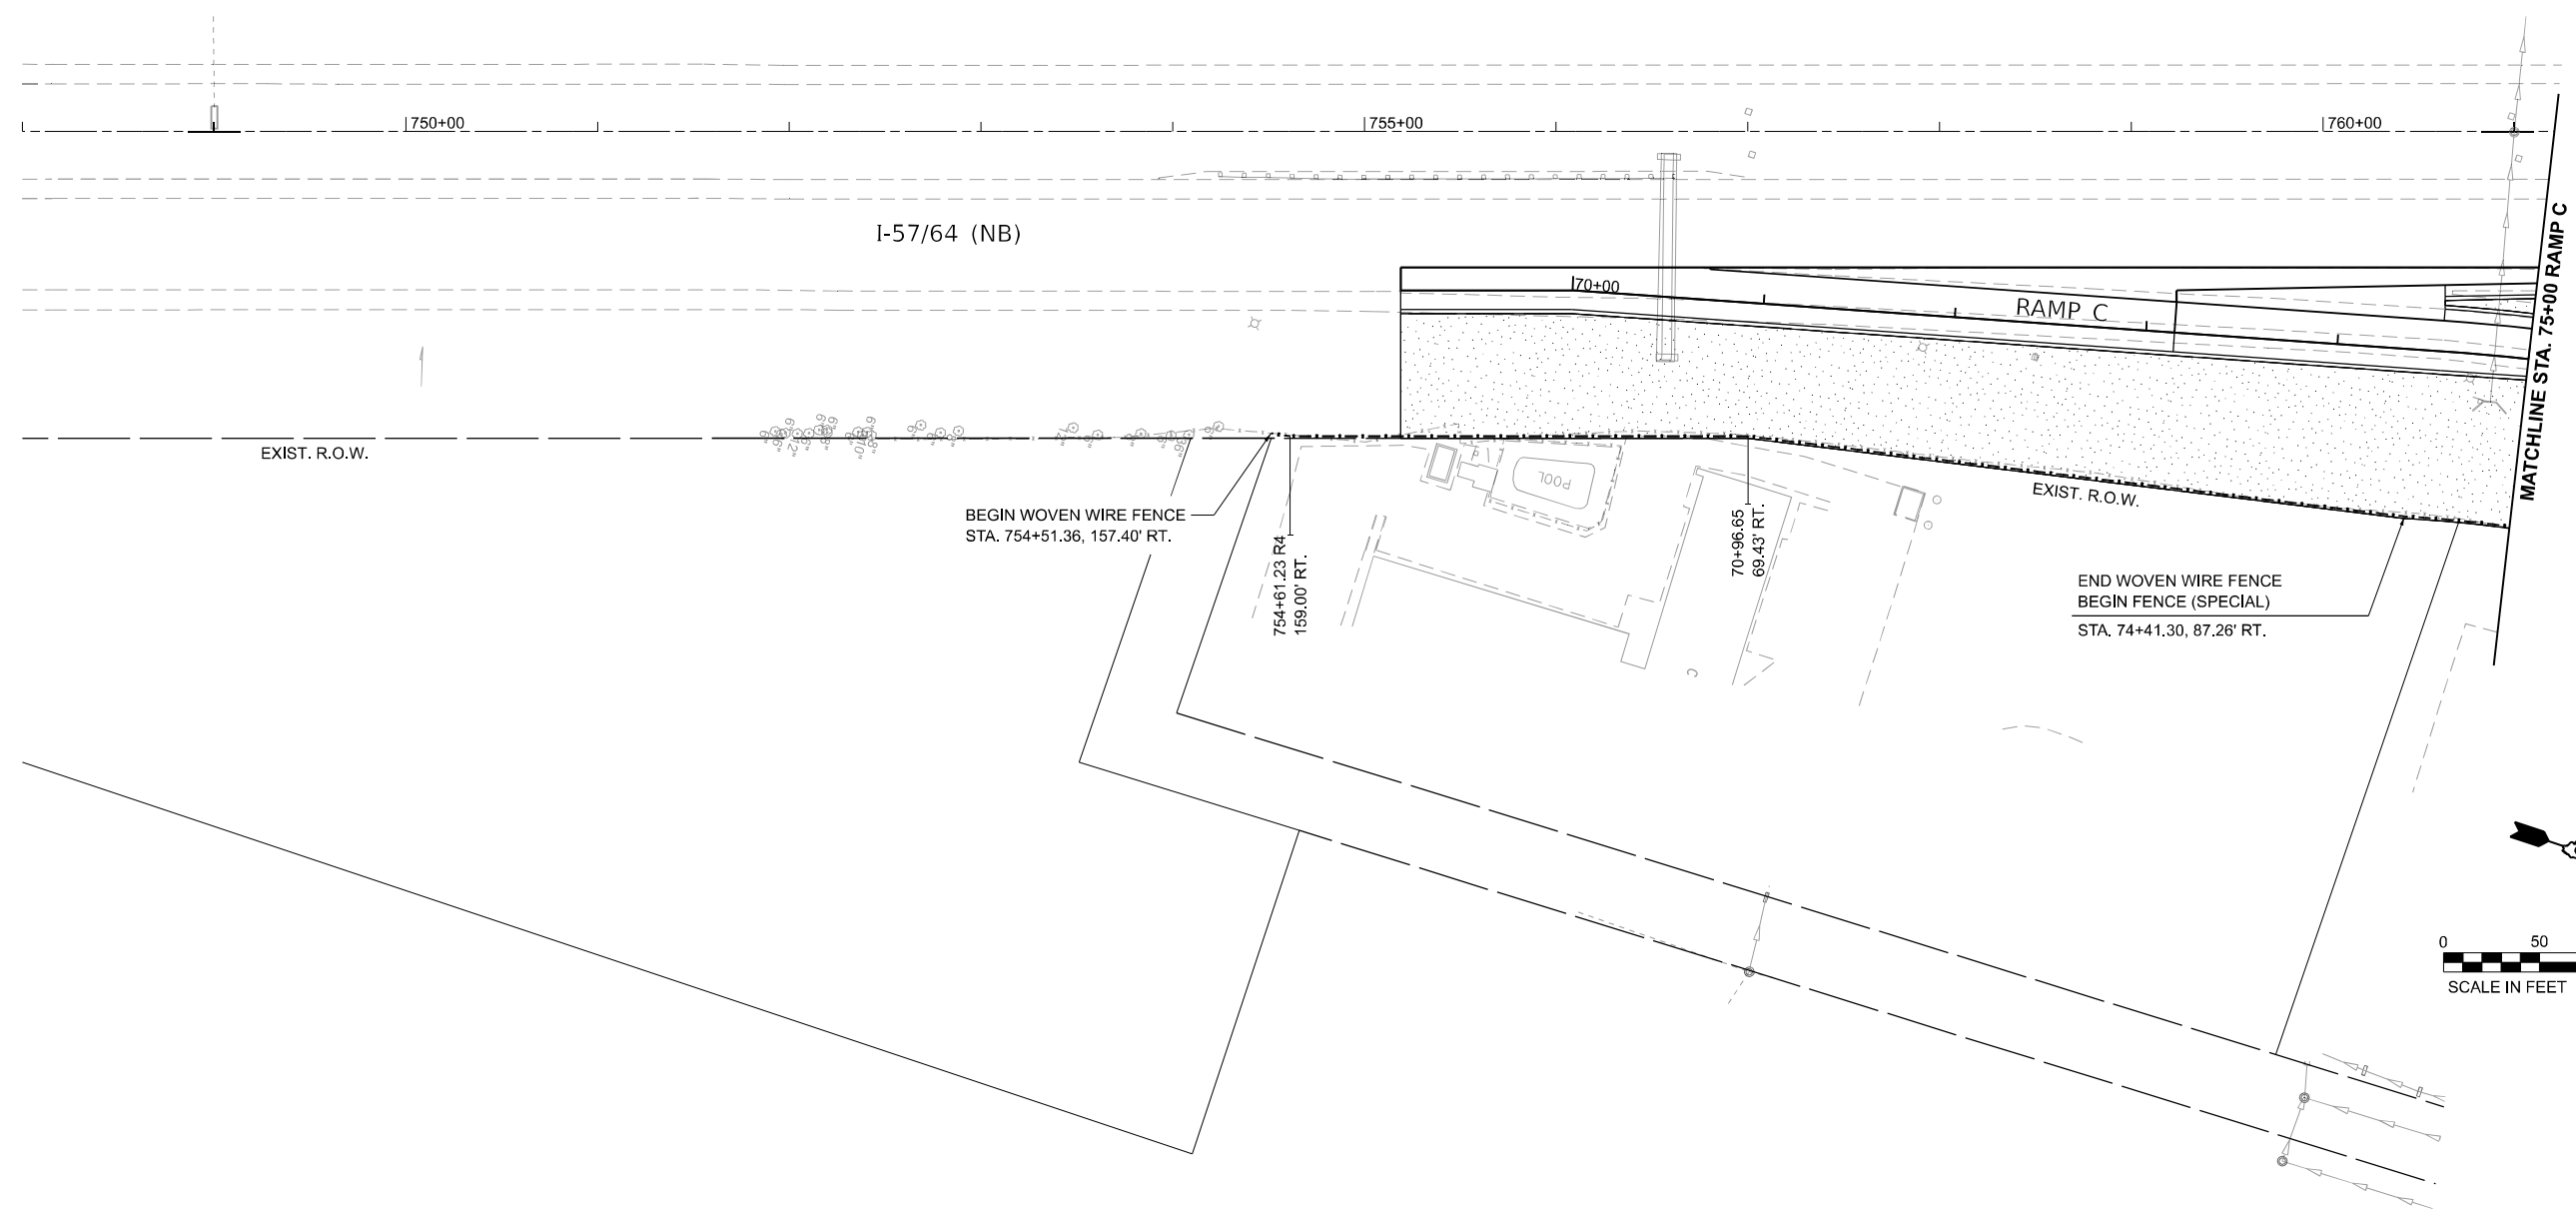 750+00
755+00
760+00
I-57/64 (NB)
70+00
RAMP C
MATCHLINE STA. 75+00 RAMP C
EXIST. R.O.W.
BEGIN WOVEN WIRE FENCE
STA. 754+51.36, 157.40' RT.
754+61.23 R4
159.00' RT.
POOL
70+96.65
69.43' RT.
EXIST. R.O.W.
END WOVEN WIRE FENCE
BEGIN FENCE (SPECIAL)
STA. 74+41.30, 87.26' RT.
C
0 50
SCALE IN FEET